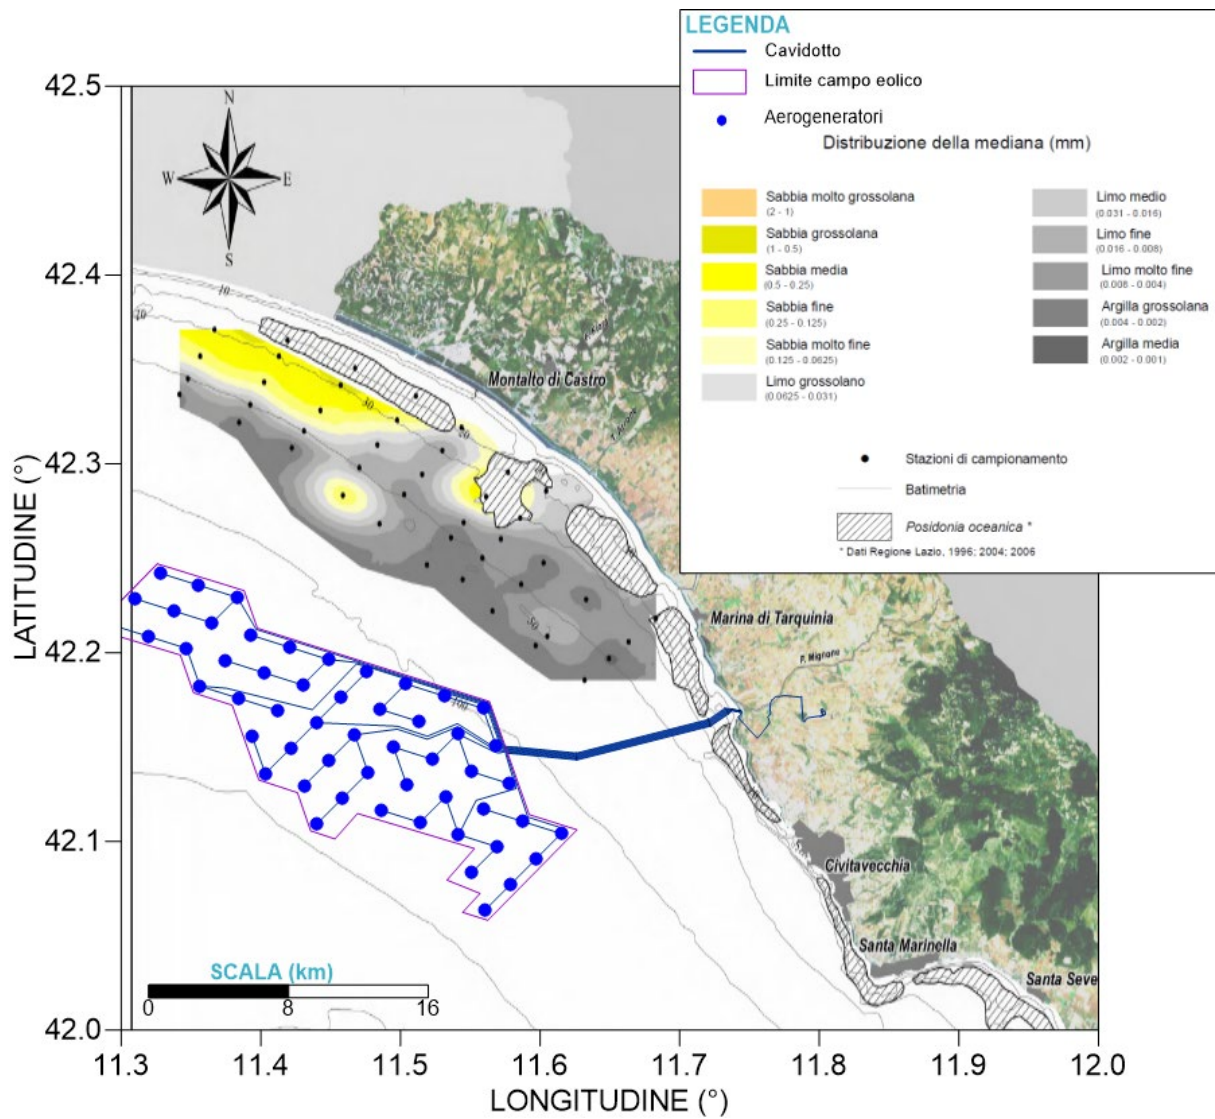 LEGENDA
Cavidotto
Limite campo eolico
Aerogeneratori
Distribuzione della mediana (mm)
Sabbia molto grossolana
(2 - 1)
Sabbia grossolana
(1 - 0.5)
Sabbia media
(0.5 - 0.25)
Sabbia fine
(0.25 - 0.125)
Sabbia molto fine
(0.125 - 0.0625)
Limo grossolano
(0.0625 - 0.031)
Limo medio
(0.031 - 0.016)
Limo fine
(0.016 - 0.008)
Limo molto fine
(0.008 - 0.004)
Argilla grossolana
(0.004 - 0.002)
Argilla media
(0.002 - 0.001)
Stazioni di campionamento
Batimetria
Posidonia oceanica *
* Dati Regione Lazio, 1996; 2004; 2006
N
W E
S
10
Montalto di Castro
30
20
50
100
Marina di Tarquinia
F. Mignone
Civitavecchia
Santa Marinella
Santa Seve
SCALA (km)
0 8 16
LATITUDINE (°)
42.5
42.4
42.3
42.2
42.1
42.0
11.3 11.4 11.5 11.6 11.7 11.8 11.9 12.0
LONGITUDINE (°)